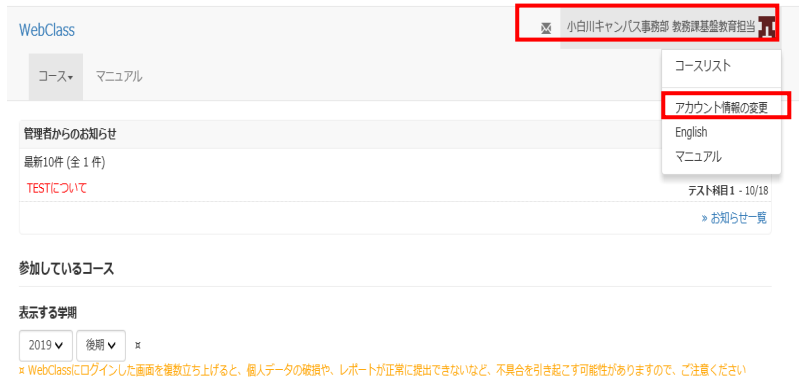 WebClass
小白川キャンパス事務部 教務課基盤教育担当
コース▾ マニュアル
コースリスト
アカウント情報の変更
English
マニュアル
管理者からのお知らせ
最新10件 (全 1 件)
TESTについて
テスト科目1 - 10/18
» お知らせ一覧
参加しているコース
表示する学期
2019 後期 ¤
¤ WebClassにログインした画面を複数立ち上げると、個人データの破損や、レポートが正常に提出できないなど、不具合を引き起こす可能性がありますので、ご注意ください